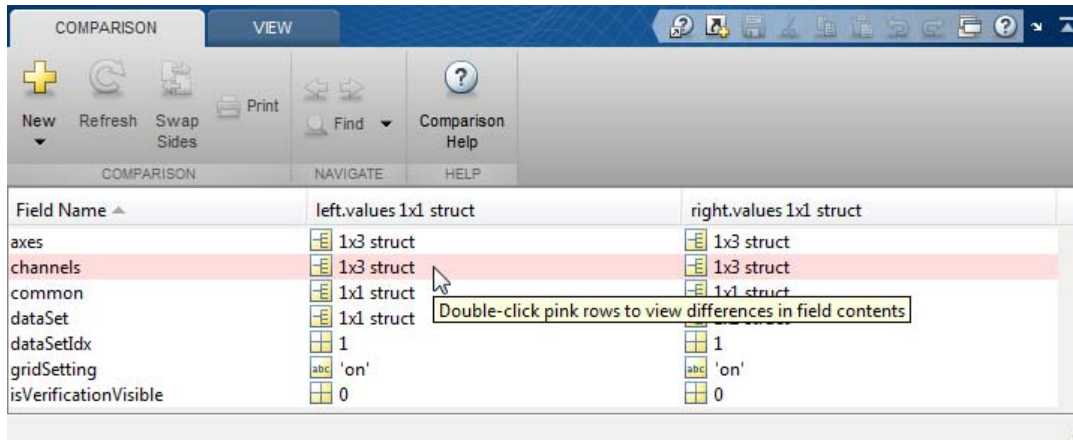 COMPARISON VIEW
New Refresh Swap Sides Print Find Comparison Help
COMPARISON NAVIGATE HELP
Field Name left.values 1x1 struct right.values 1x1 struct
axes 1x3 struct 1x3 struct
channels 1x3 struct 1x3 struct
common 1x1 struct 1x1 struct
Double-click pink rows to view differences in field contents
dataSet 1x1 struct
dataSetIdx 1 1
gridSetting abc 'on' abc 'on'
isVerificationVisible 0 0